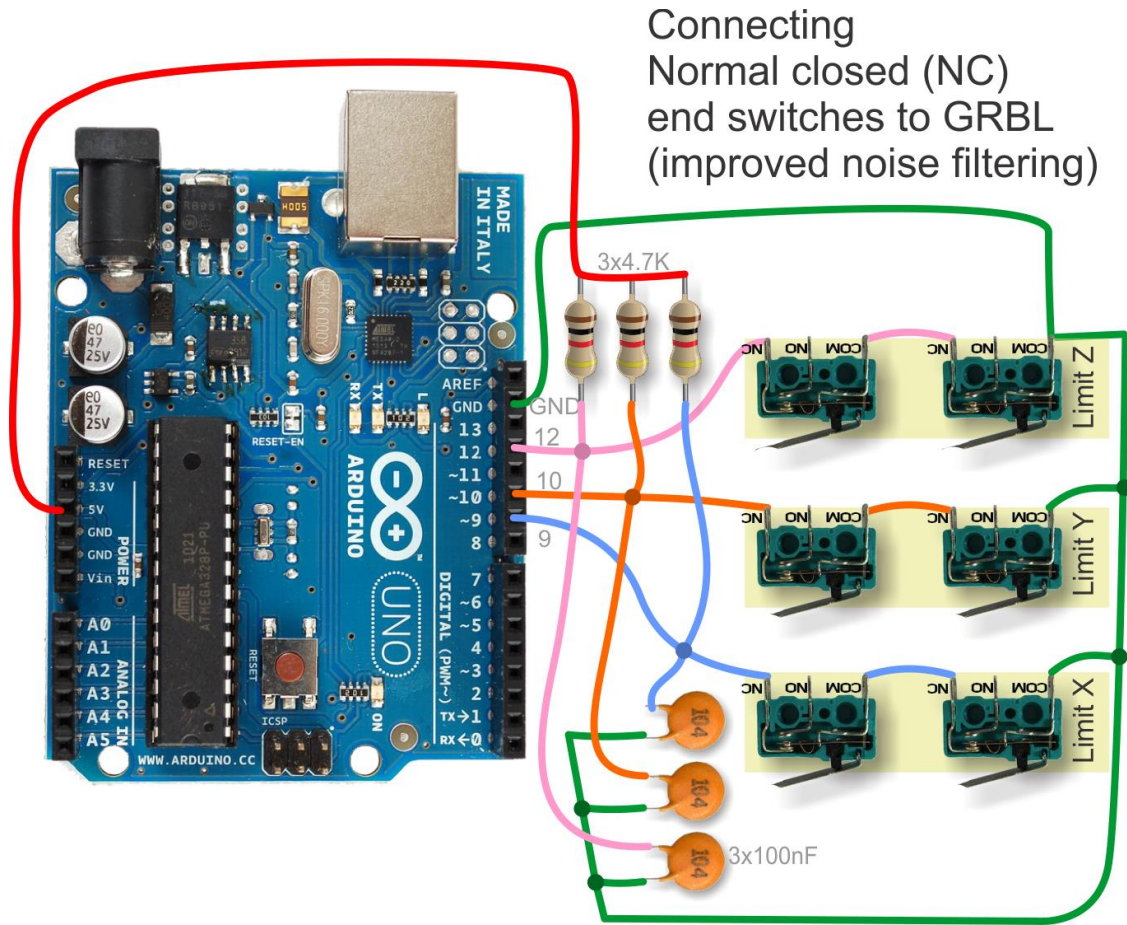 Connecting
Normal closed (NC)
end switches to GRBL
(improved noise filtering)
3x4.7K
MADE
IN ITALY
47
25V
47
25V
SPK16.000Y
220
RESET-EN
RX
TX
L
AREF
GND
13
12
~11
~10
~9
8
GND
12
10
9
RESET
3.3V
5V
GND
GND
Vin
POWER
A0
A1
A2
A3
A4
A5
ANALOG IN
ATMEL
ATMEGA328P-PU
ARDUINO
UNO
™
DIGITAL (PWM~)
7
~6
~5
4
~3
2
TX→1
RX←0
RESET
ICSP
ON
WWW.ARDUINO.CC
NC
NO
COM
NC
NO
COM
Limit Z
NC
NO
COM
NC
NO
COM
Limit Y
NC
NO
COM
NC
NO
COM
Limit X
104
104
104
3x100nF